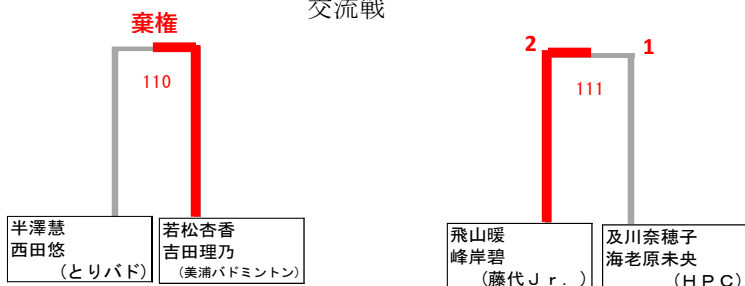 交流戦
棄権
110
半澤慧
西田悠
(とりバド)
若松杏香
吉田理乃
(美浦バドミントン)
2
1
111
飛山暖
峰岸碧
(藤代Ｊｒ．)
及川奈穂子
海老原未央
(ＨＰＣ)